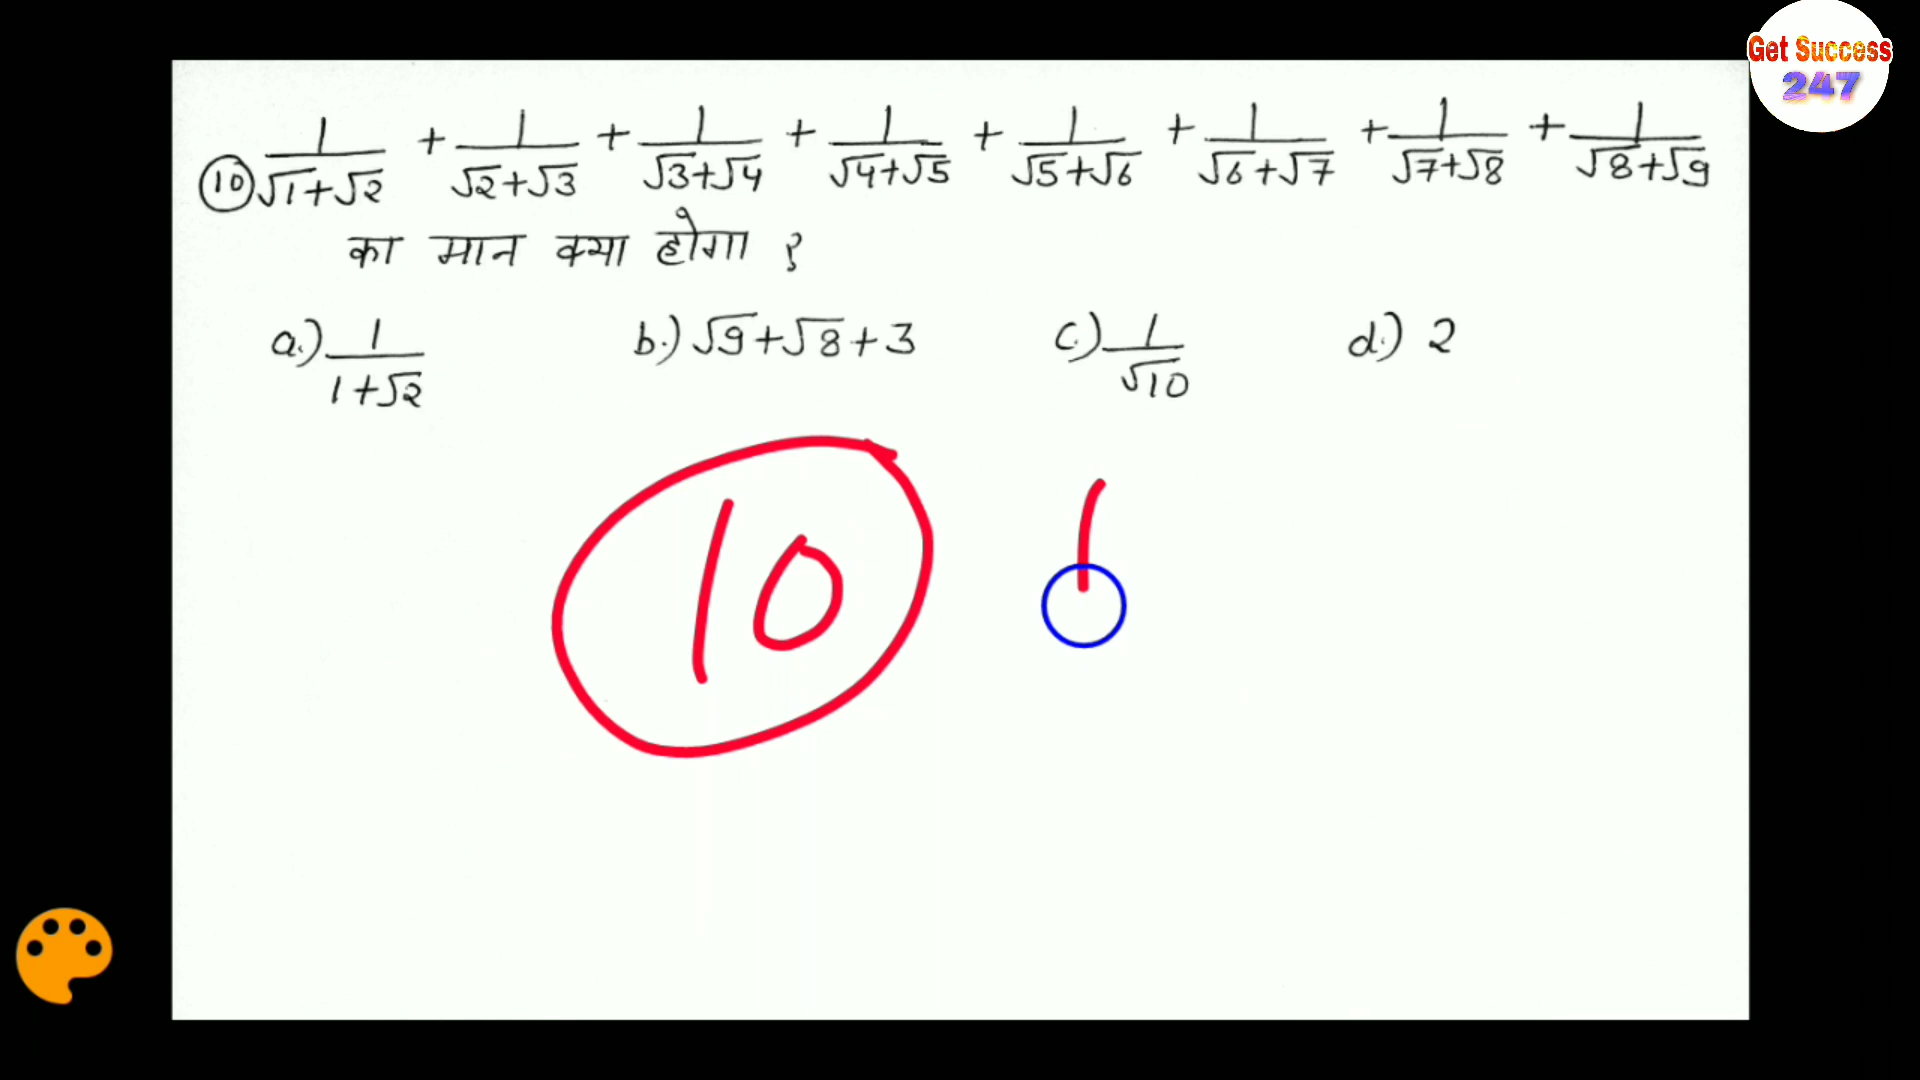 Get Success
247
⑩ 1/(√1+√2) + 1/(√2+√3) + 1/(√3+√4) + 1/(√4+√5) + 1/(√5+√6) + 1/(√6+√7) + 1/(√7+√8) + 1/(√8+√9)
का मान क्या होगा ?
a.) 1/(1+√2) b.) √9+√8+3 c.) 1/√10 d.) 2
10